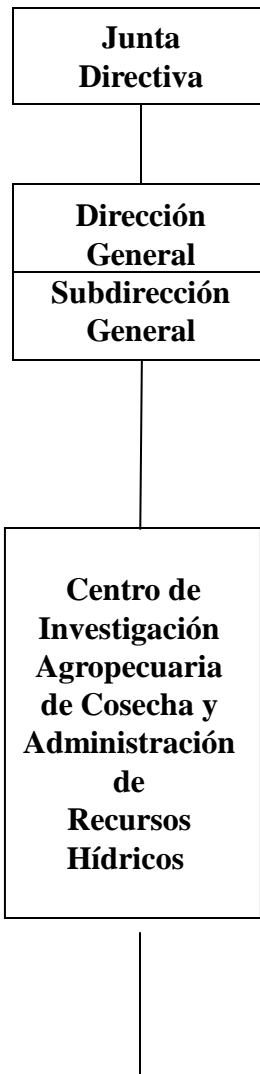 Junta
Directiva
Dirección
General
Subdirección
General
Centro de
Investigación
Agropecuaria
de Cosecha y
Administración
de
Recursos
Hídricos